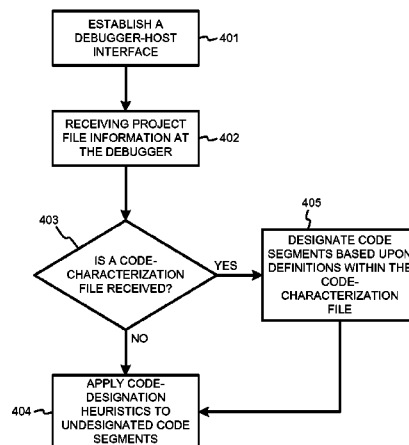 ESTABLISH A
DEBUGGER-HOST
INTERFACE
401
RECEIVING PROJECT
FILE INFORMATION AT
THE DEBUGGER
402
403
IS A CODE-
CHARACTERIZATION
FILE RECEIVED?
YES
NO
405
DESIGNATE CODE
SEGMENTS BASED UPON
DEFINITIONS WITHIN THE
CODE-
CHARACTERIZATION
FILE
404
APPLY CODE-
DESIGNATION
HEURISTICS TO
UNDESIGNATED CODE
SEGMENTS